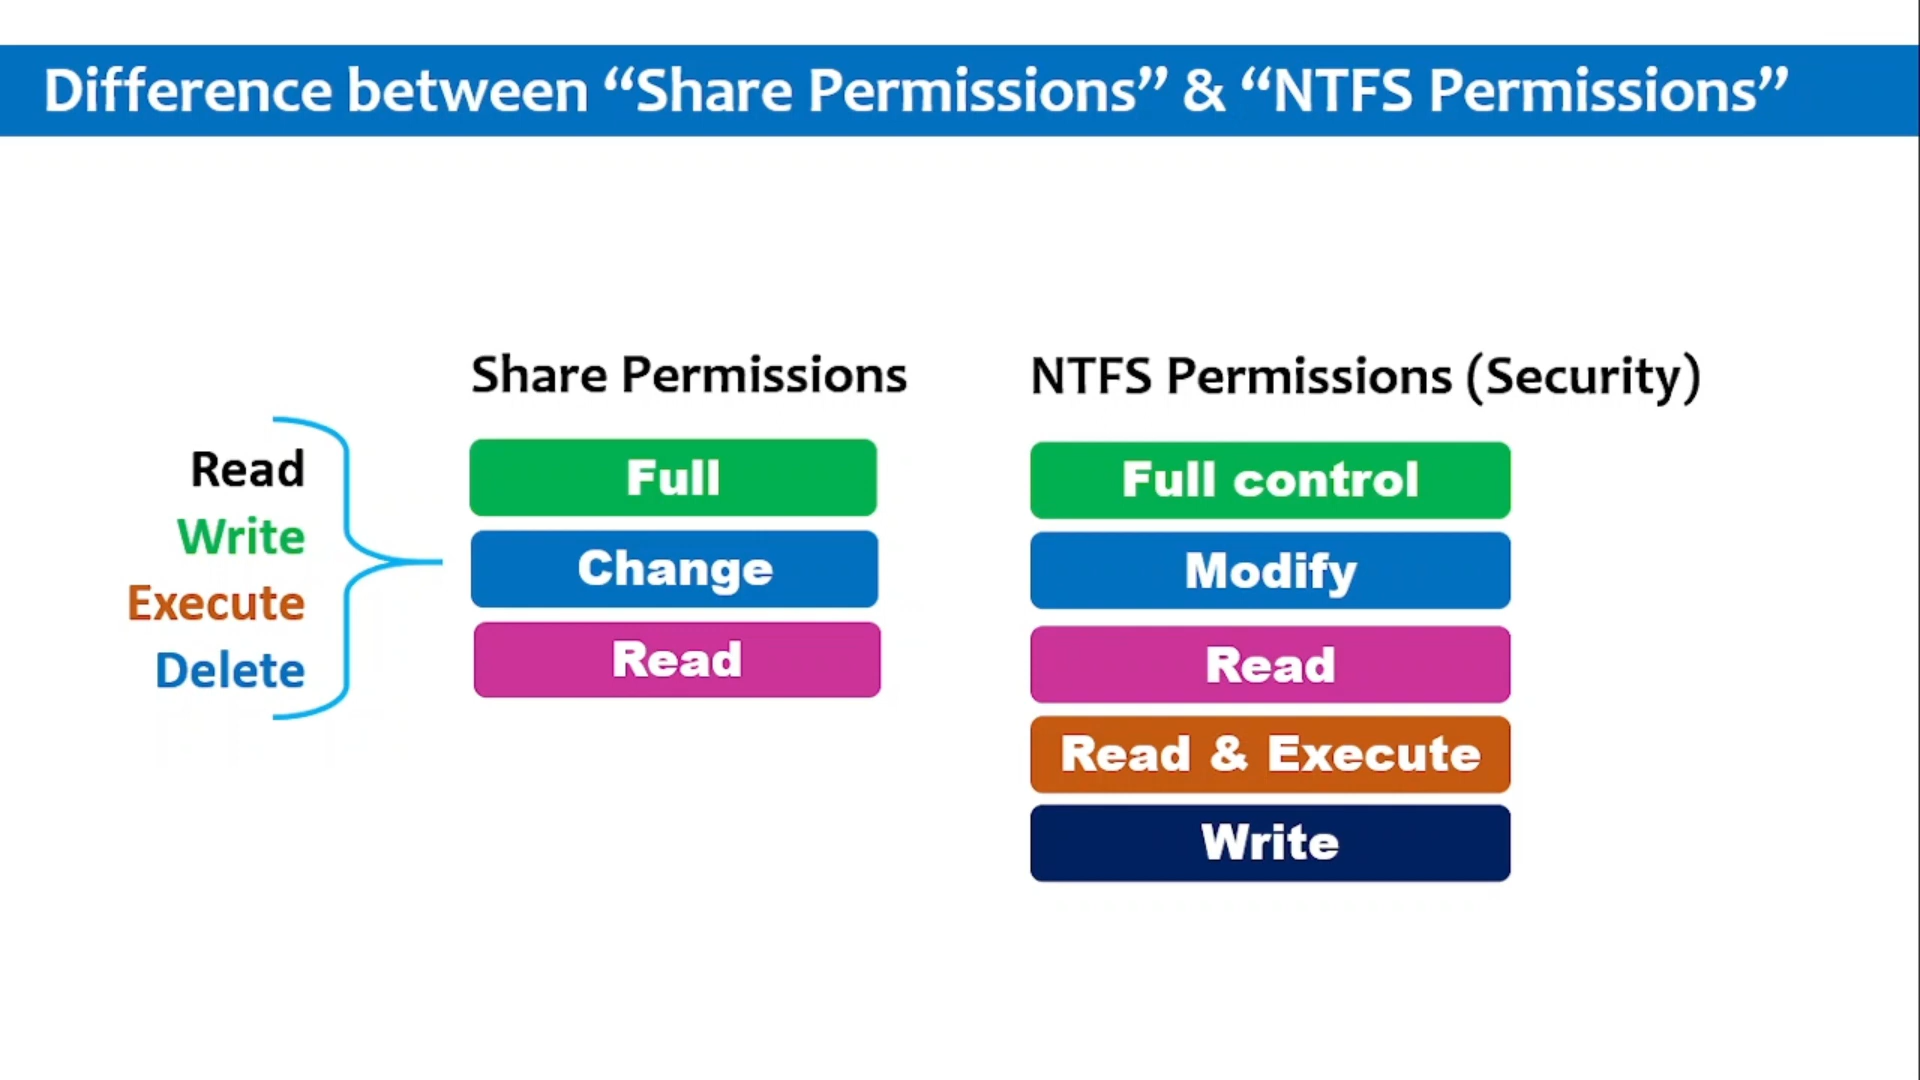 Difference between “Share Permissions” & “NTFS Permissions”
Share Permissions
NTFS Permissions (Security)
Read
Write
Execute
Delete
Full
Change
Read
Full control
Modify
Read
Read & Execute
Write